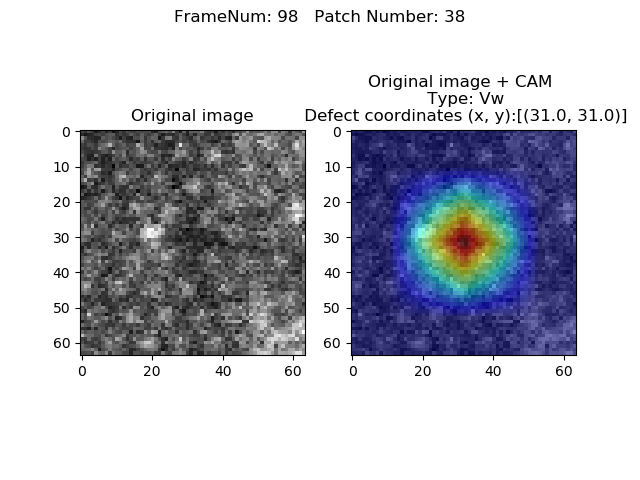 FrameNum: 98   Patch Number: 38
Original image
0
10
20
30
40
50
60
0 20 40 60
Original image + CAM
Type: Vw
Defect coordinates (x, y):[(31.0, 31.0)]
0
10
20
30
40
50
60
0 20 40 60